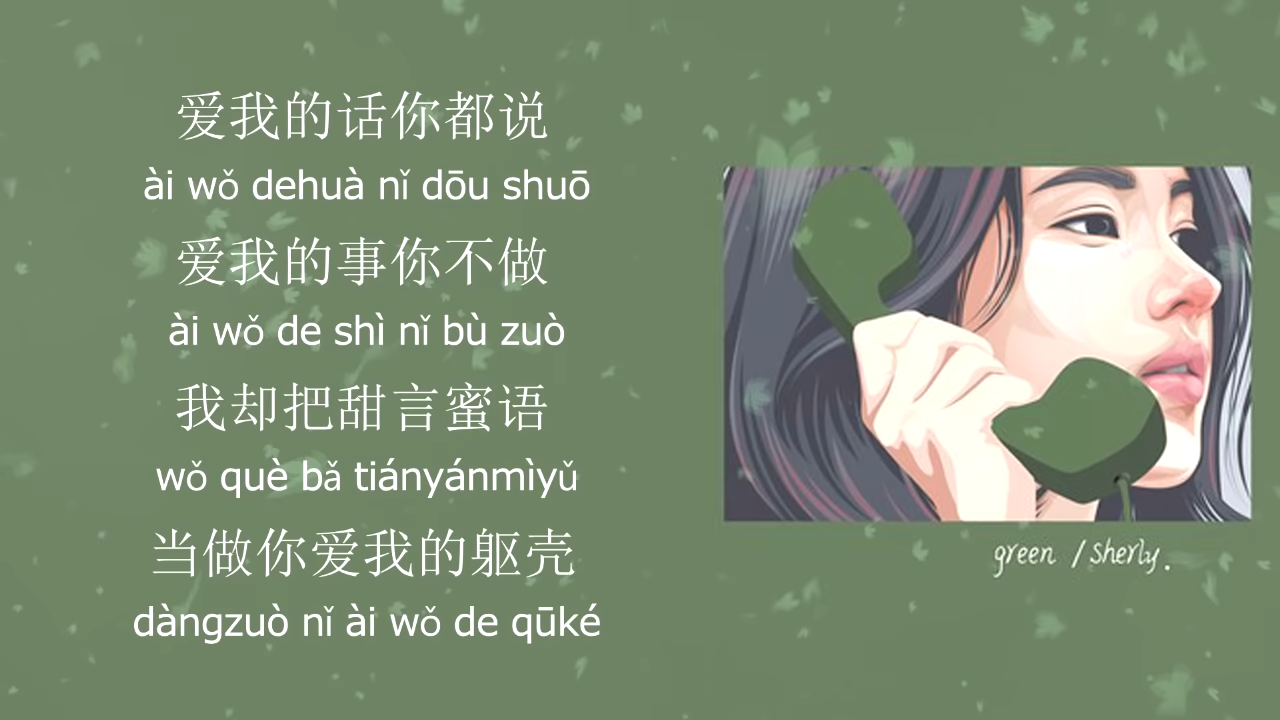 爱我的话你都说
ài wǒ dehuà nǐ dōu shuō
爱我的事你不做
ài wǒ de shì nǐ bù zuò
我却把甜言蜜语
wǒ què bǎ tiányánmìyǔ
当做你爱我的躯壳
dàngzuò nǐ ài wǒ de qūké
green / Sherly.